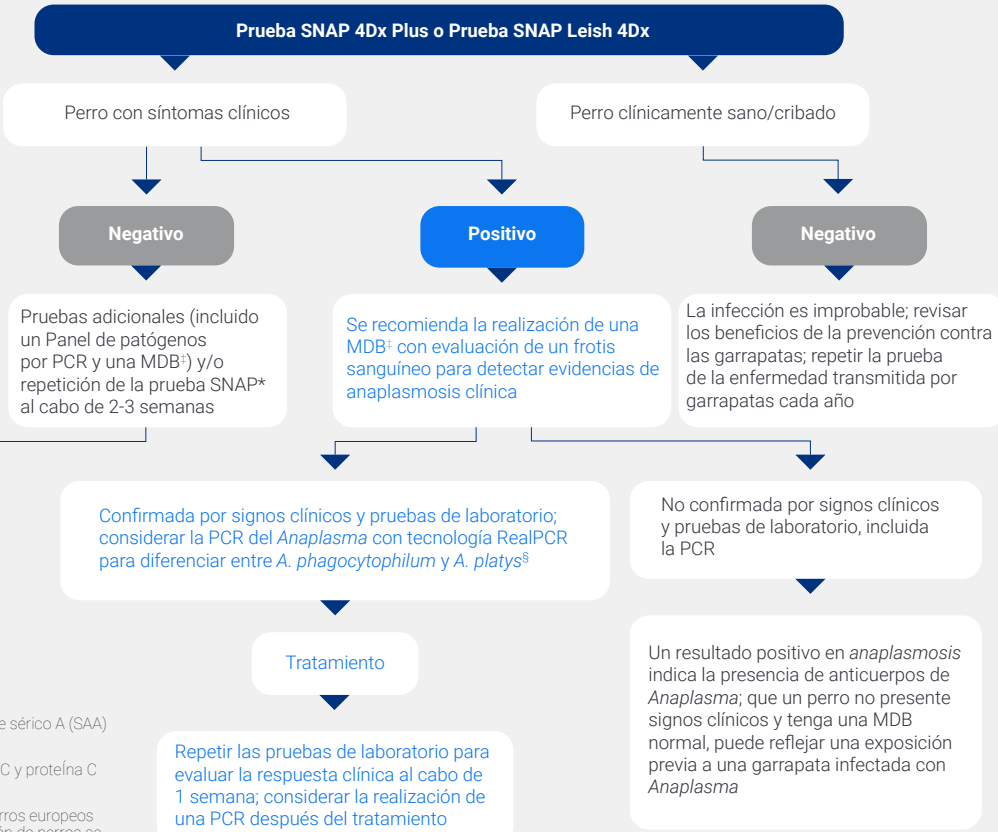 Prueba SNAP 4Dx Plus o Prueba SNAP Leish 4Dx
Perro con síntomas clínicos
Perro clínicamente sano/cribado
Negativo
Positivo
Negativo
Pruebas adicionales (incluido
un Panel de patógenos
por PCR y una MDB‡) y/o
repetición de la prueba SNAP*
al cabo de 2-3 semanas
Se recomienda la realización de una
MDB‡ con evaluación de un frotis
sanguíneo para detectar evidencias de
anaplasmosis clínica
La infección es improbable; revisar
los beneficios de la prevención contra
las garrapatas; repetir la prueba
de la enfermedad transmitida por
garrapatas cada año
Confirmada por signos clínicos y pruebas de laboratorio;
considerar la PCR del Anaplasma con tecnología RealPCR
para diferenciar entre A. phagocytophilum y A. platys§
No confirmada por signos clínicos
y pruebas de laboratorio, incluida
la PCR
Tratamiento
Un resultado positivo en anaplasmosis
indica la presencia de anticuerpos de
Anaplasma; que un perro no presente
signos clínicos y tenga una MDB
normal, puede reflejar una exposición
previa a una garrapata infectada con
Anaplasma
Repetir las pruebas de laboratorio para
evaluar la respuesta clínica al cabo de
1 semana; considerar la realización de
una PCR después del tratamiento
e sérico A (SAA)
C y proteína C
rros europeos